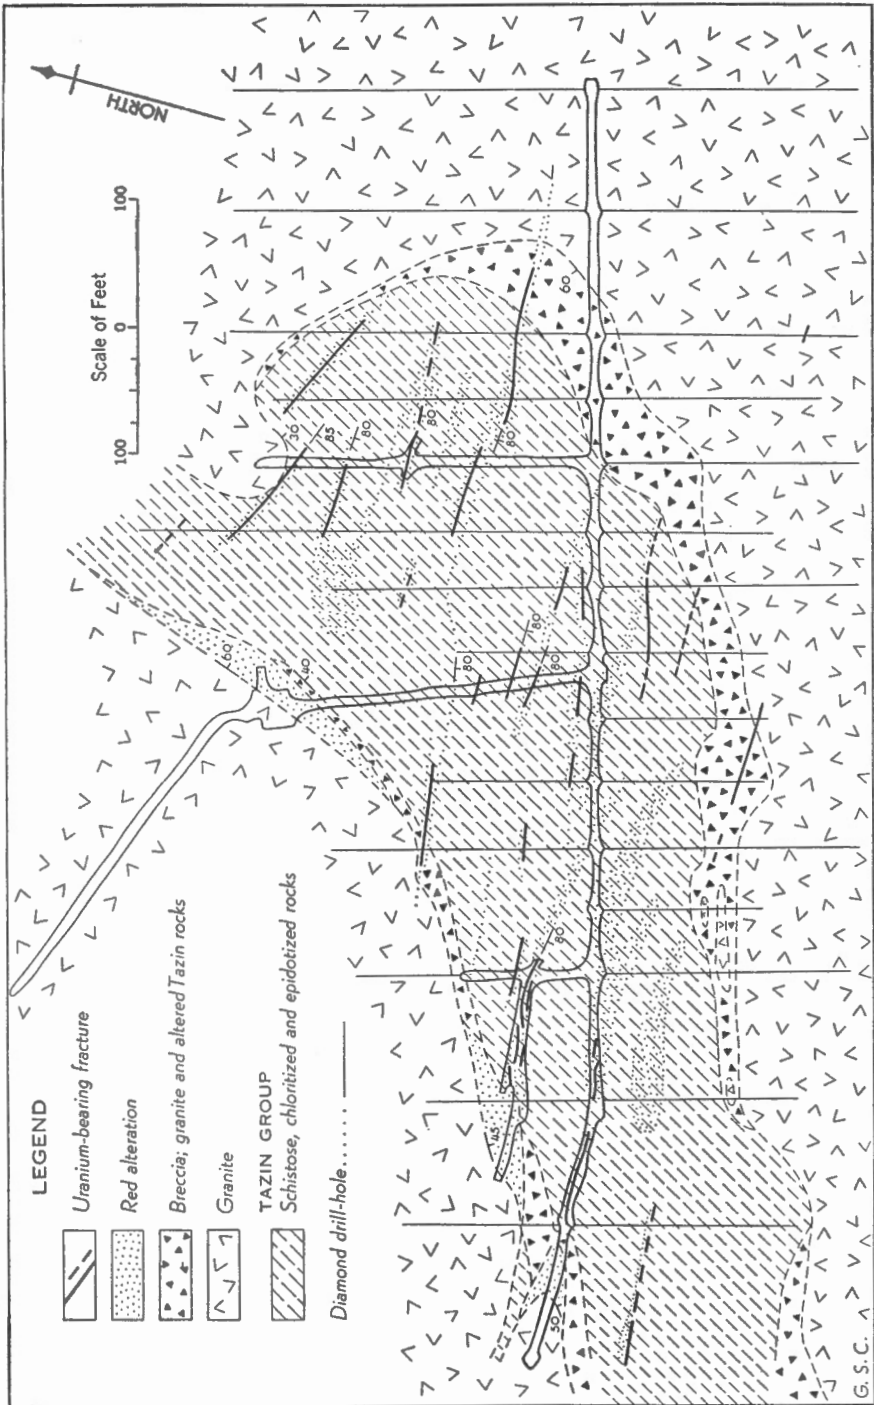 NORTH
Scale of Feet
100 0 100
LEGEND
Uranium-bearing fracture
Red alteration
Breccia; granite and altered Tazin rocks
Granite
TAZIN GROUP
Schistose, chloritized and epidotized rocks
Diamond drill-hole......
60
30
85
80
80
80
60
40
80
80
80
80
45
50
G. S. C.